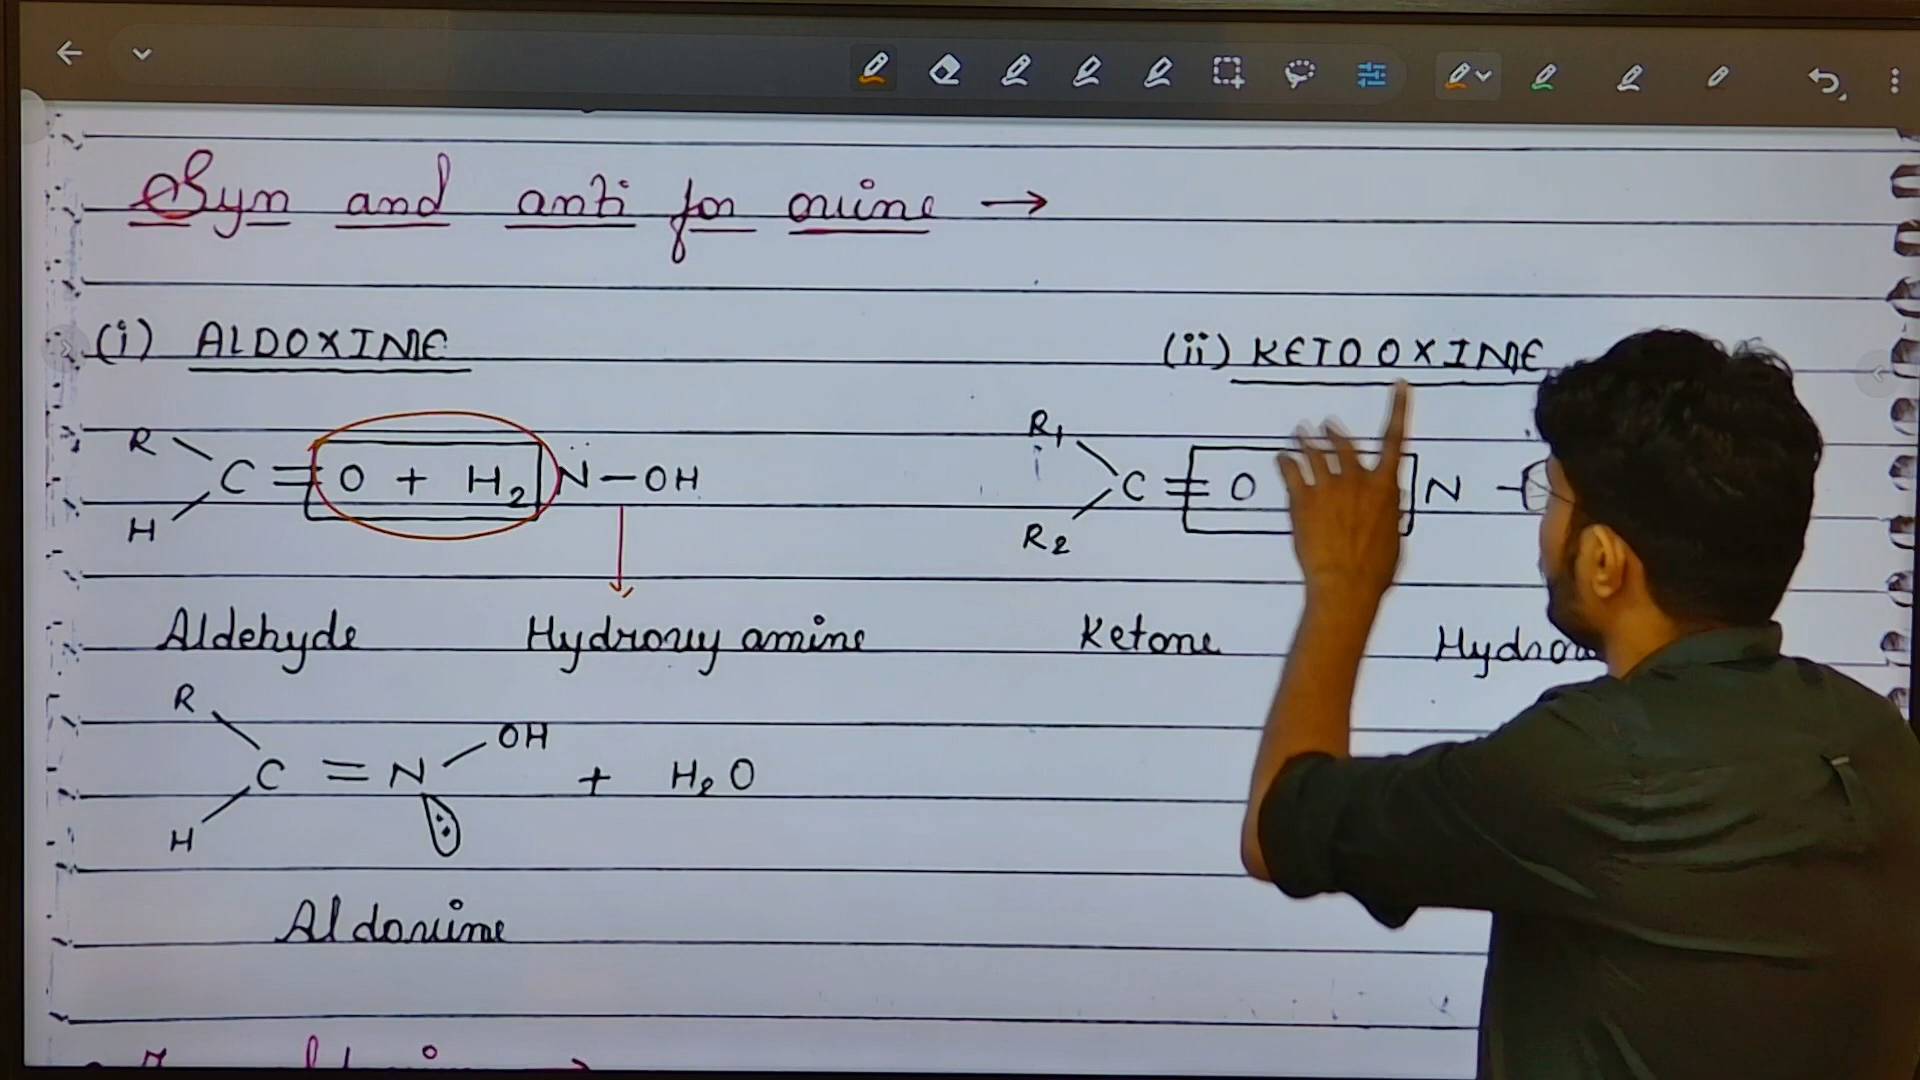 Syn and anti for oxime →
(i) ALDOXIME
(ii) KETOOXIME
R
H
C = O + H2 N - OH
R1
R2
C = O N -
Aldehyde Hydroxy amine
Ketone
R
H
C = N OH + H2O
Aldoxime